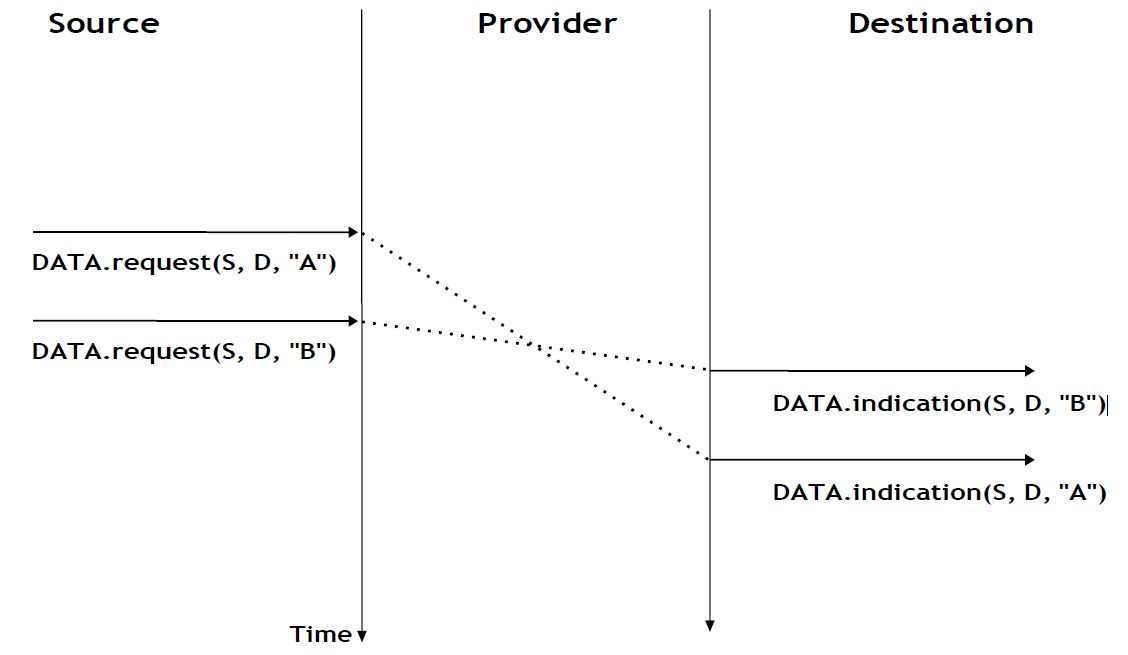 Source
Provider
Destination
DATA.request(S, D, "A")
DATA.request(S, D, "B")
DATA.indication(S, D, "B")
DATA.indication(S, D, "A")
Time